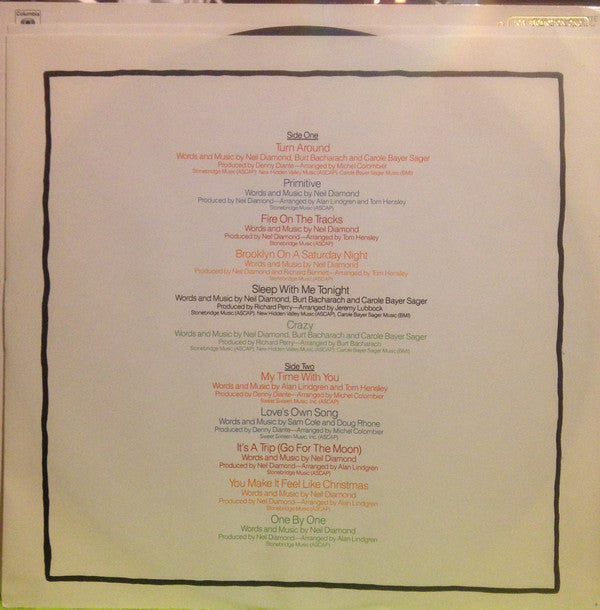 Columbia
Side One
Turn Around
Words and Music by Neil Diamond, Burt Bacharach and Carole Bayer Sager
Produced by Denny Diante—Arranged by Michel Colombier
Stonebridge Music (ASCAP), New Hidden Valley Music (ASCAP), Carole Bayer Sager Music (BMI)
Primitive
Words and Music by Neil Diamond
Produced by Neil Diamond—Arranged by Alan Lindgren and Tom Hensley
Stonebridge Music (ASCAP)
Fire On The Tracks
Words and Music by Neil Diamond
Produced by Neil Diamond—Arranged by Tom Hensley
Stonebridge Music (ASCAP)
Brooklyn On A Saturday Night
Words and Music by Neil Diamond
Produced by Neil Diamond and Richard Bennett—Arranged by Tom Hensley
Stonebridge Music (ASCAP)
Sleep With Me Tonight
Words and Music by Neil Diamond, Burt Bacharach and Carole Bayer Sager
Produced by Richard Perry—Arranged by Jeremy Lubbock
Stonebridge Music (ASCAP), New Hidden Valley Music (ASCAP), Carole Bayer Sager Music (BMI)
Crazy
Words and Music by Neil Diamond, Burt Bacharach and Carole Bayer Sager
Produced by Richard Perry—Arranged by Burt Bacharach
Stonebridge Music (ASCAP), New Hidden Valley Music (ASCAP), Carole Bayer Sager Music (BMI)
Side Two
My Time With You
Words and Music by Alan Lindgren and Tom Hensley
Produced by Denny Diante—Arranged by Michel Colombier
Sweet Sixteen Music, Inc. (ASCAP)
Love's Own Song
Words and Music by Sam Cole and Doug Rhone
Produced by Denny Diante—Arranged by Michel Colombier
Sweet Sixteen Music, Inc. (ASCAP)
It's A Trip (Go For The Moon)
Words and Music by Neil Diamond
Produced by Neil Diamond—Arranged by Alan Lindgren
Stonebridge Music (ASCAP)
You Make It Feel Like Christmas
Words and Music by Neil Diamond
Produced by Neil Diamond—Arranged by Alan Lindgren
Stonebridge Music (ASCAP)
One By One
Words and Music by Neil Diamond
Produced by Neil Diamond—Arranged by Alan Lindgren
Stonebridge Music (ASCAP)